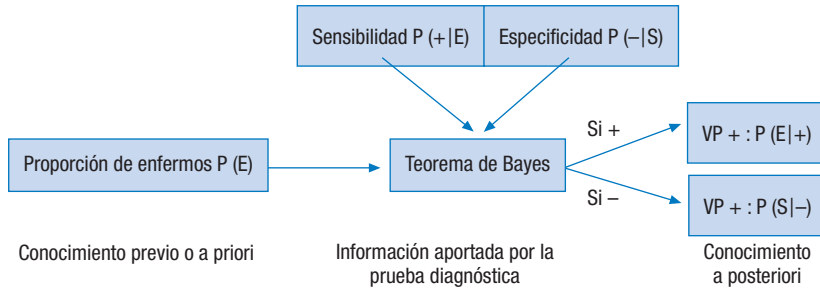 Sensibilidad P (+|E)
Especificidad P (–|S)
Si +
VP + : P (E|+)
Proporción de enfermos P (E)
Teorema de Bayes
Si –
VP + : P (S|–)
Conocimiento previo o a priori
Información aportada por la
prueba diagnóstica
Conocimiento
a posteriori